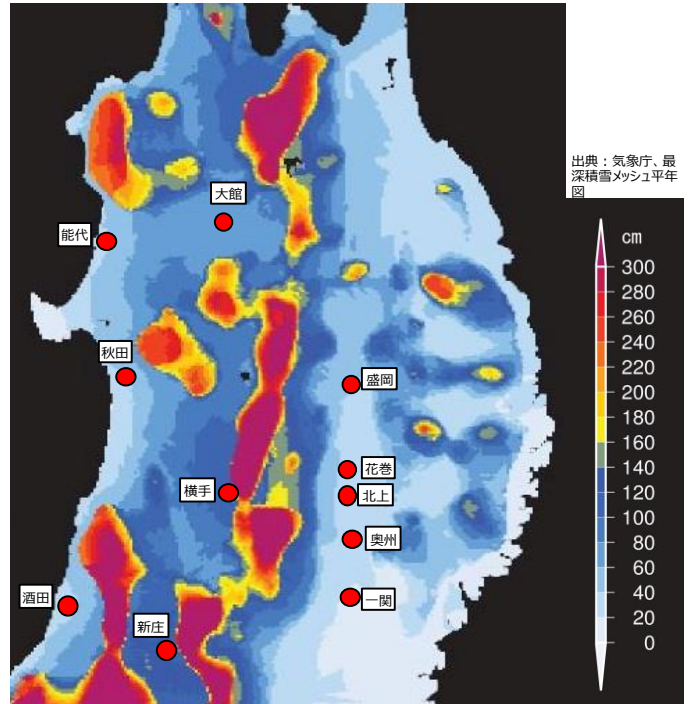 出典：気象庁、最
深積雪メッシュ平年
図
大館
能代
秋田
盛岡
花巻
横手
北上
奥州
酒田
一関
新庄
cm
300
280
260
240
220
200
180
160
140
120
100
80
60
40
20
0